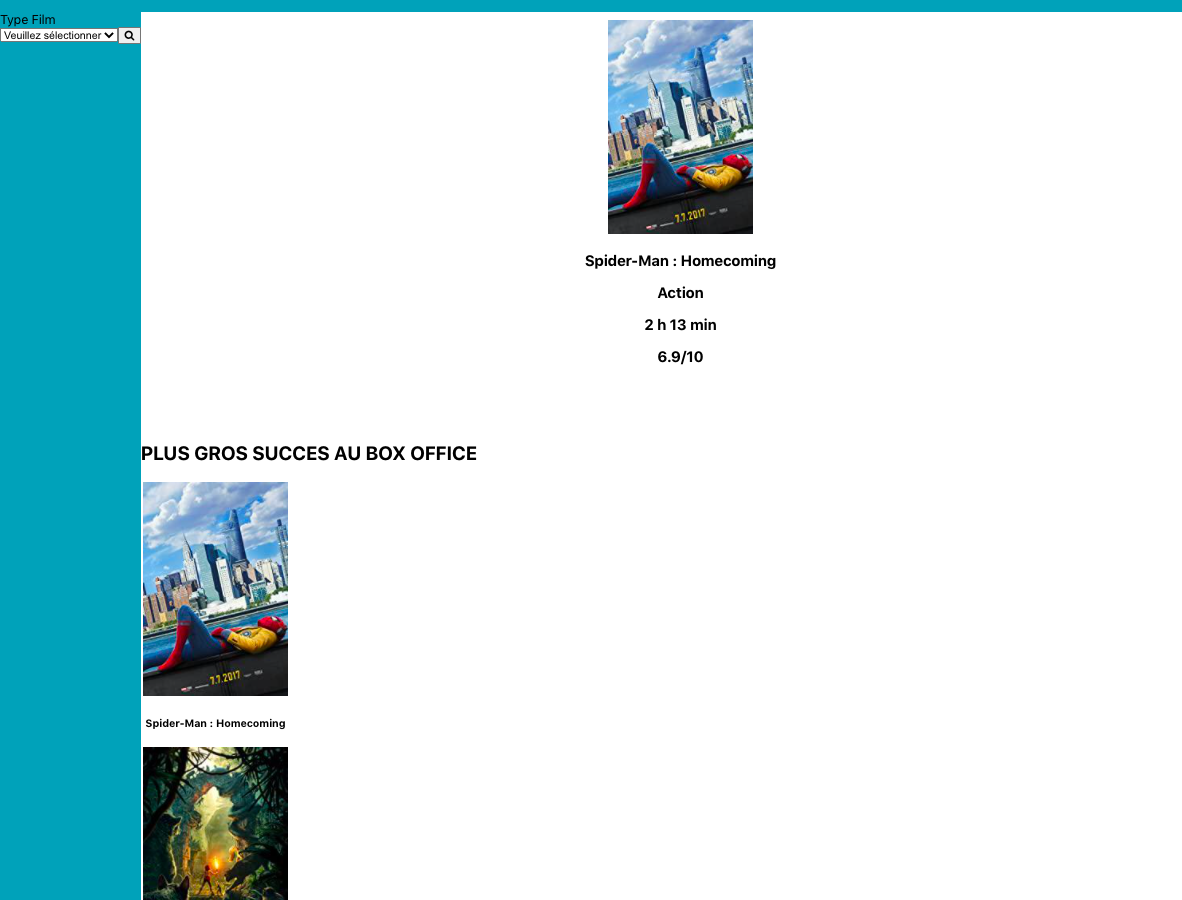 Type Film
Veuillez sélectionner
7.7.2017
Spider-Man : Homecoming
Action
2 h 13 min
6.9/10
PLUS GROS SUCCES AU BOX OFFICE
7.7.2017
Spider-Man : Homecoming